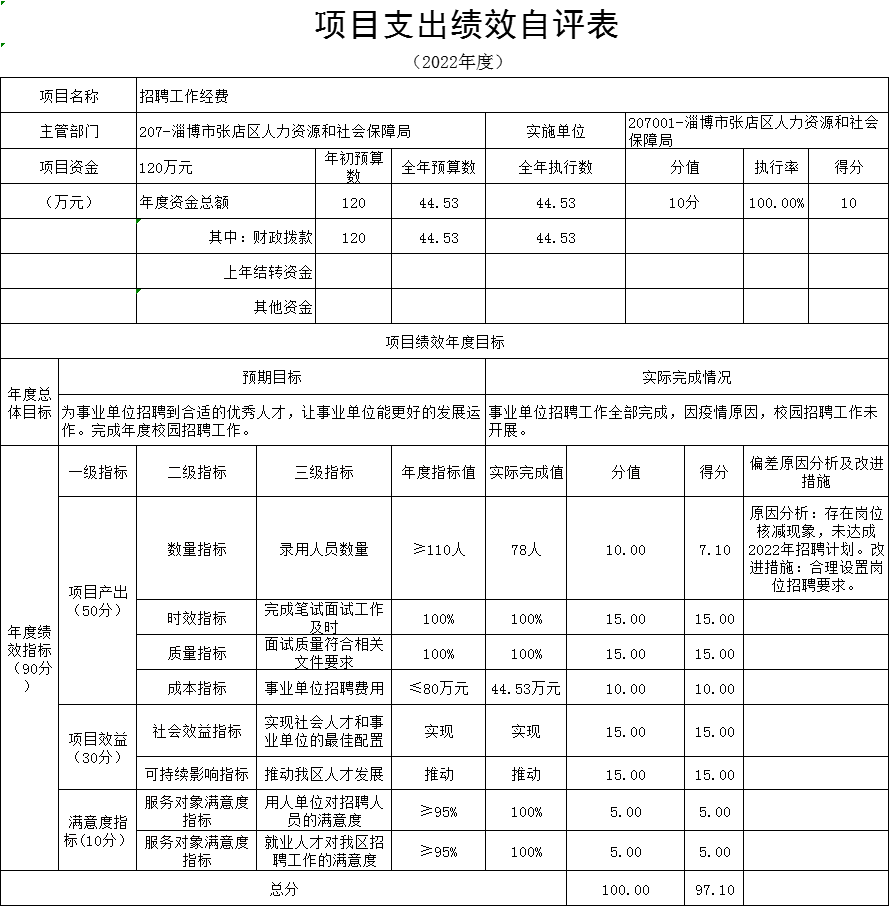 项目支出绩效自评表
（2022年度）
项目名称 招聘工作经费
主管部门 207-淄博市张店区人力资源和社会保障局 实施单位 207001-淄博市张店区人力资源和社会
保障局
项目资金 120万元 年初预算
数 全年预算数 全年执行数 分值 执行率 得分
（万元） 年度资金总额 120 44.53 44.53 10分 100.00% 10
其中：财政拨款 120 44.53 44.53
上年结转资金
其他资金
项目绩效年度目标
年度总
体目标
预期目标 实际完成情况
为事业单位招聘到合适的优秀人才，让事业单位能更好的发展运
作。完成年度校园招聘工作。
事业单位招聘工作全部完成，因疫情原因，校园招聘工作未
开展。
年度绩
效指标
（90分
）
一级指标 二级指标 三级指标 年度指标值 实际完成值 分值 得分 偏差原因分析及改进
措施
项目产出
（50分）
数量指标 录用人员数量 ≥110人 78人 10.00 7.10
原因分析：存在岗位
核减现象，未达成
2022年招聘计划。改
进措施：合理设置岗
位招聘要求。
时效指标 完成笔试面试工作
及时 100% 100% 15.00 15.00
质量指标 面试质量符合相关
文件要求 100% 100% 15.00 15.00
成本指标 事业单位招聘费用 ≤80万元 44.53万元 10.00 10.00
项目效益
（30分）
社会效益指标 实现社会人才和事
业单位的最佳配置 实现 实现 15.00 15.00
可持续影响指标 推动我区人才发展 推动 推动 15.00 15.00
满意度指
标(10分）
服务对象满意度
指标 用人单位对招聘人
员的满意度 ≥95% 100% 5.00 5.00
服务对象满意度
指标 就业人才对我区招
聘工作的满意度 ≥95% 100% 5.00 5.00
总分 100.00 97.10